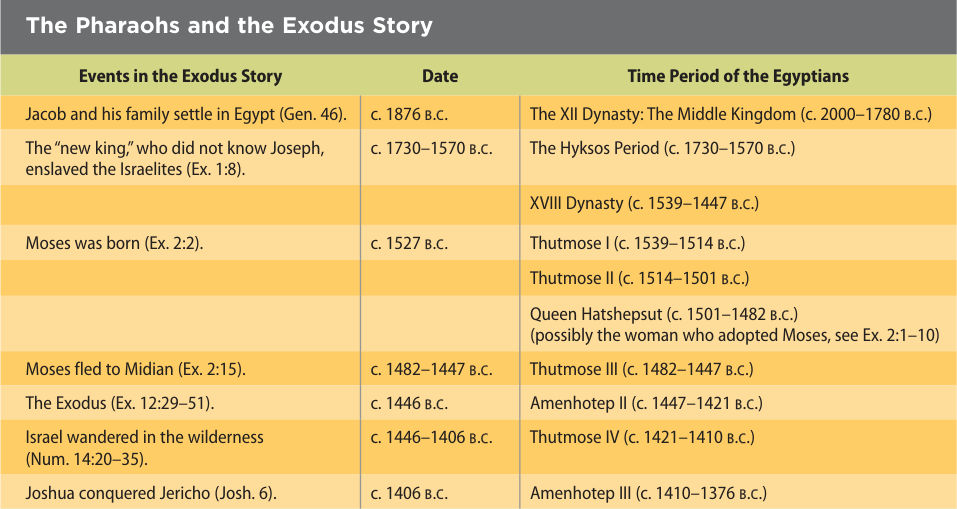 The Pharaohs and the Exodus Story
Events in the Exodus Story Date Time Period of the Egyptians
Jacob and his family settle in Egypt (Gen. 46). c. 1876 B.C. The XII Dynasty: The Middle Kingdom (c. 2000–1780 B.C.)
The “new king,” who did not know Joseph, c. 1730–1570 B.C. The Hyksos Period (c. 1730–1570 B.C.)
enslaved the Israelites (Ex. 1:8).
XVIII Dynasty (c. 1539–1447 B.C.)
Moses was born (Ex. 2:2). c. 1527 B.C. Thutmose I (c. 1539–1514 B.C.)
Thutmose II (c. 1514–1501 B.C.)
Queen Hatshepsut (c. 1501–1482 B.C.)
(possibly the woman who adopted Moses, see Ex. 2:1–10)
Moses fled to Midian (Ex. 2:15). c. 1482–1447 B.C. Thutmose III (c. 1482–1447 B.C.)
The Exodus (Ex. 12:29–51). c. 1446 B.C. Amenhotep II (c. 1447–1421 B.C.)
Israel wandered in the wilderness c. 1446–1406 B.C. Thutmose IV (c. 1421–1410 B.C.)
(Num. 14:20–35).
Joshua conquered Jericho (Josh. 6). c. 1406 B.C. Amenhotep III (c. 1410–1376 B.C.)